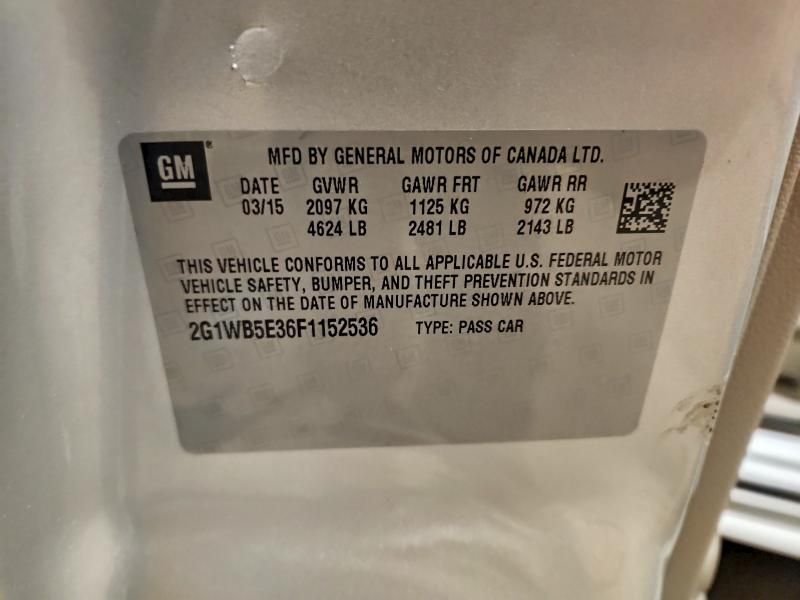 GM® MFD BY GENERAL MOTORS OF CANADA LTD.
DATE GVWR GAWR FRT GAWR RR
03/15 2097 KG 1125 KG 972 KG
4624 LB 2481 LB 2143 LB
THIS VEHICLE CONFORMS TO ALL APPLICABLE U.S. FEDERAL MOTOR
VEHICLE SAFETY, BUMPER, AND THEFT PREVENTION STANDARDS IN
EFFECT ON THE DATE OF MANUFACTURE SHOWN ABOVE.
2G1WB5E36F1152536 TYPE: PASS CAR